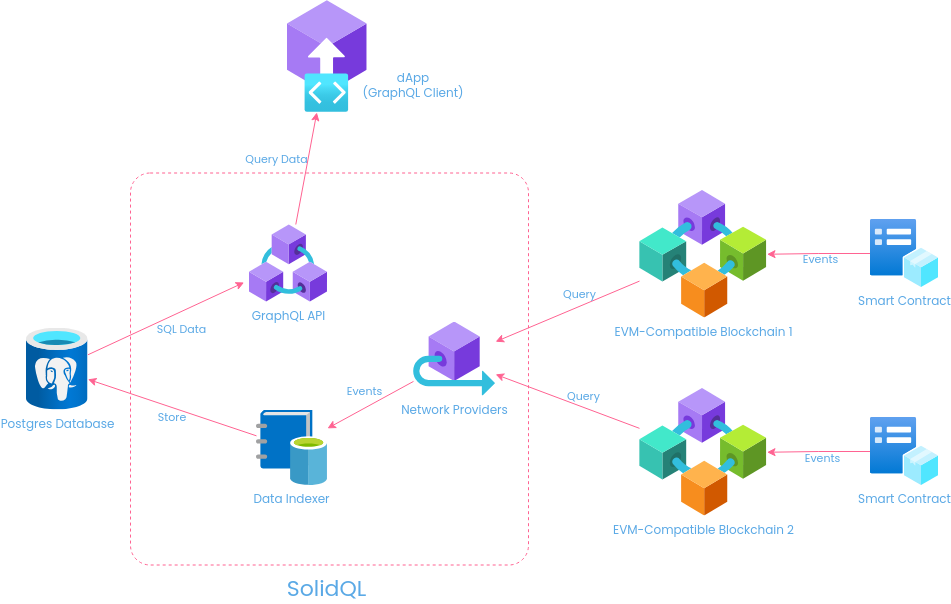 dApp
(GraphQL Client)
Query Data
GraphQL API
SQL Data
Postgres Database
Store
Data Indexer
Events
Network Providers
Query
EVM-Compatible Blockchain 1
Events
Smart Contract
Query
EVM-Compatible Blockchain 2
Events
Smart Contract
SolidQL